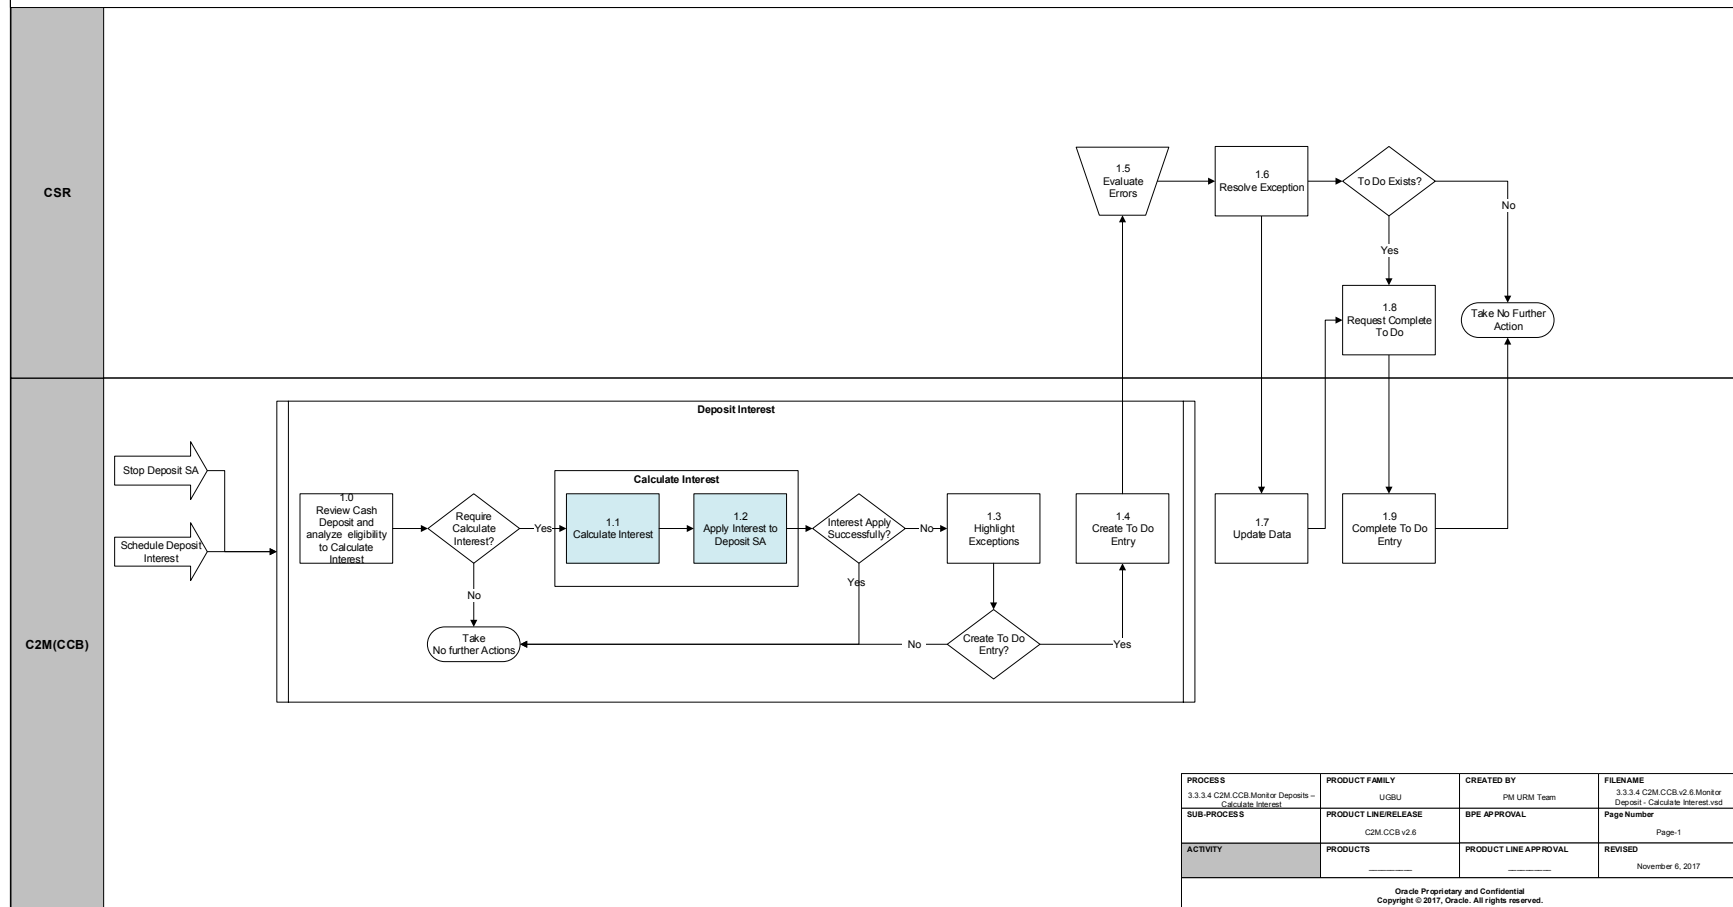 CSR
1.5
Evaluate
Errors
1.6
Resolve Exception
To Do Exists?
No
Yes
1.8
Request Complete
To Do
Take No Further
Action
C2M(CCB)
Deposit Interest
Stop Deposit SA
Schedule Deposit
Interest
1.0
Review Cash
Deposit and
analyze eligibility
to Calculate
Interest
Require
Calculate
Interest?
Yes
No
Take
No further Actions
Calculate Interest
1.1
Calculate Interest
1.2
Apply Interest to
Deposit SA
Interest Apply
Successfully?
No
Yes
1.3
Highlight
Exceptions
Create To Do
Entry?
No
Yes
1.4
Create To Do
Entry
1.7
Update Data
1.9
Complete To Do
Entry
PROCESS
3.3.3.4 C2M.CCB.Monitor Deposits –
Calculate Interest
PRODUCT FAMILY
UGBU
CREATED BY
PM URM Team
FILENAME
3.3.3.4 C2M.CCB.v2.6.Monitor
Deposit - Calculate Interest.vsd
SUB-PROCESS
PRODUCT LINE/RELEASE
C2M.CCB v2.6
BPE APPROVAL
Page Number
Page-1
ACTIVITY
PRODUCTS
PRODUCT LINE APPROVAL
REVISED
November 6, 2017
Oracle Proprietary and Confidential
Copyright © 2017, Oracle. All rights reserved.